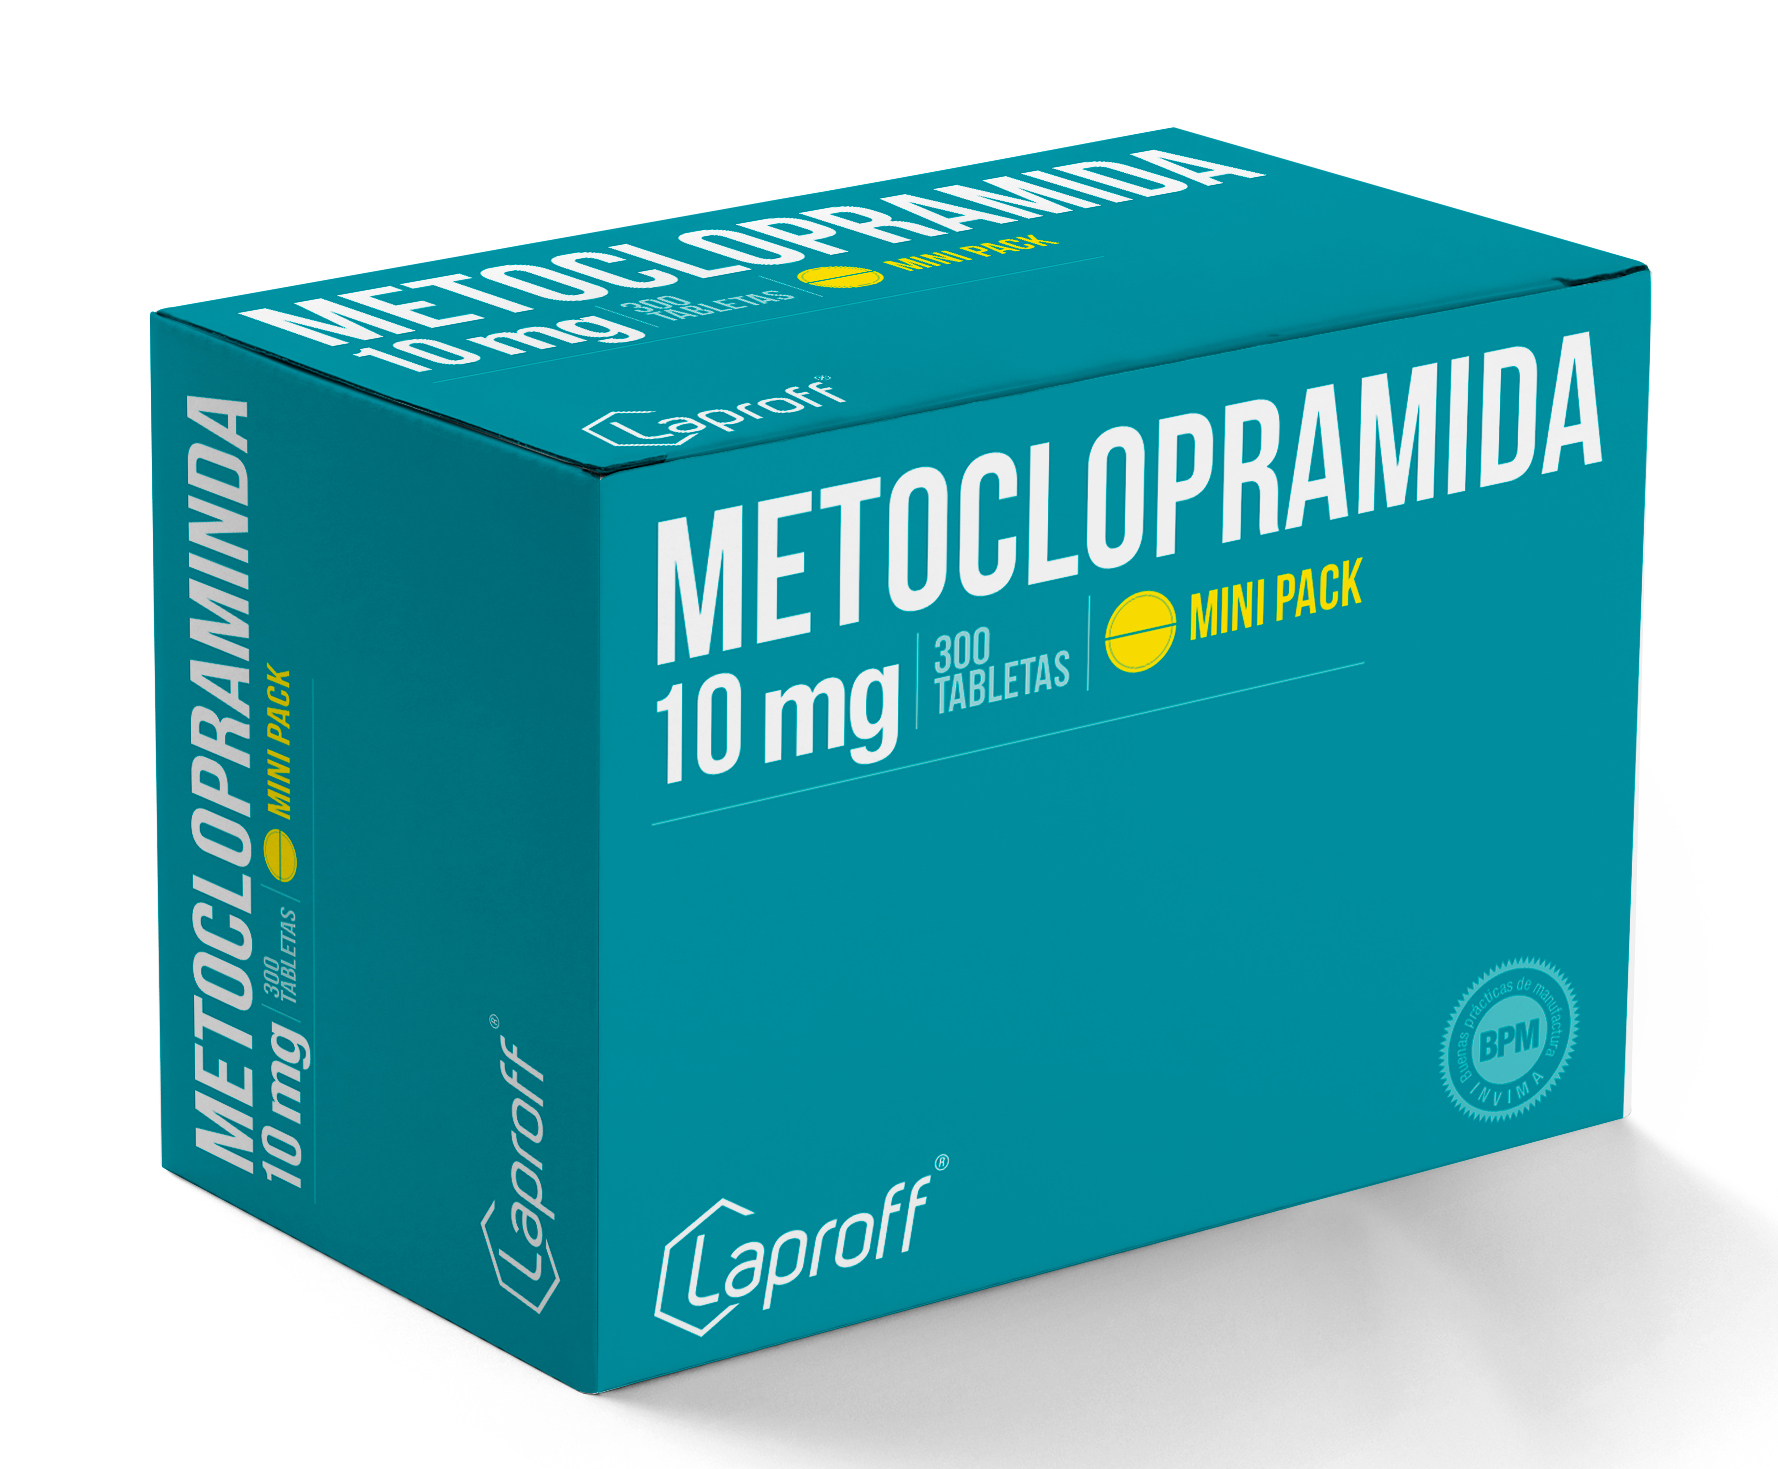 METOCLOPRAMIDA
10 mg
300
TABLETAS
MINI PACK
Laproff®
METOCLOPRAMINDA
10 mg
300
TABLETAS
MINI PACK
Laproff®
METOCLOPRAMIDA
10 mg
300
TABLETAS
MINI PACK
Buenas prácticas de manufactura
BPM
INVIMA
Laproff®